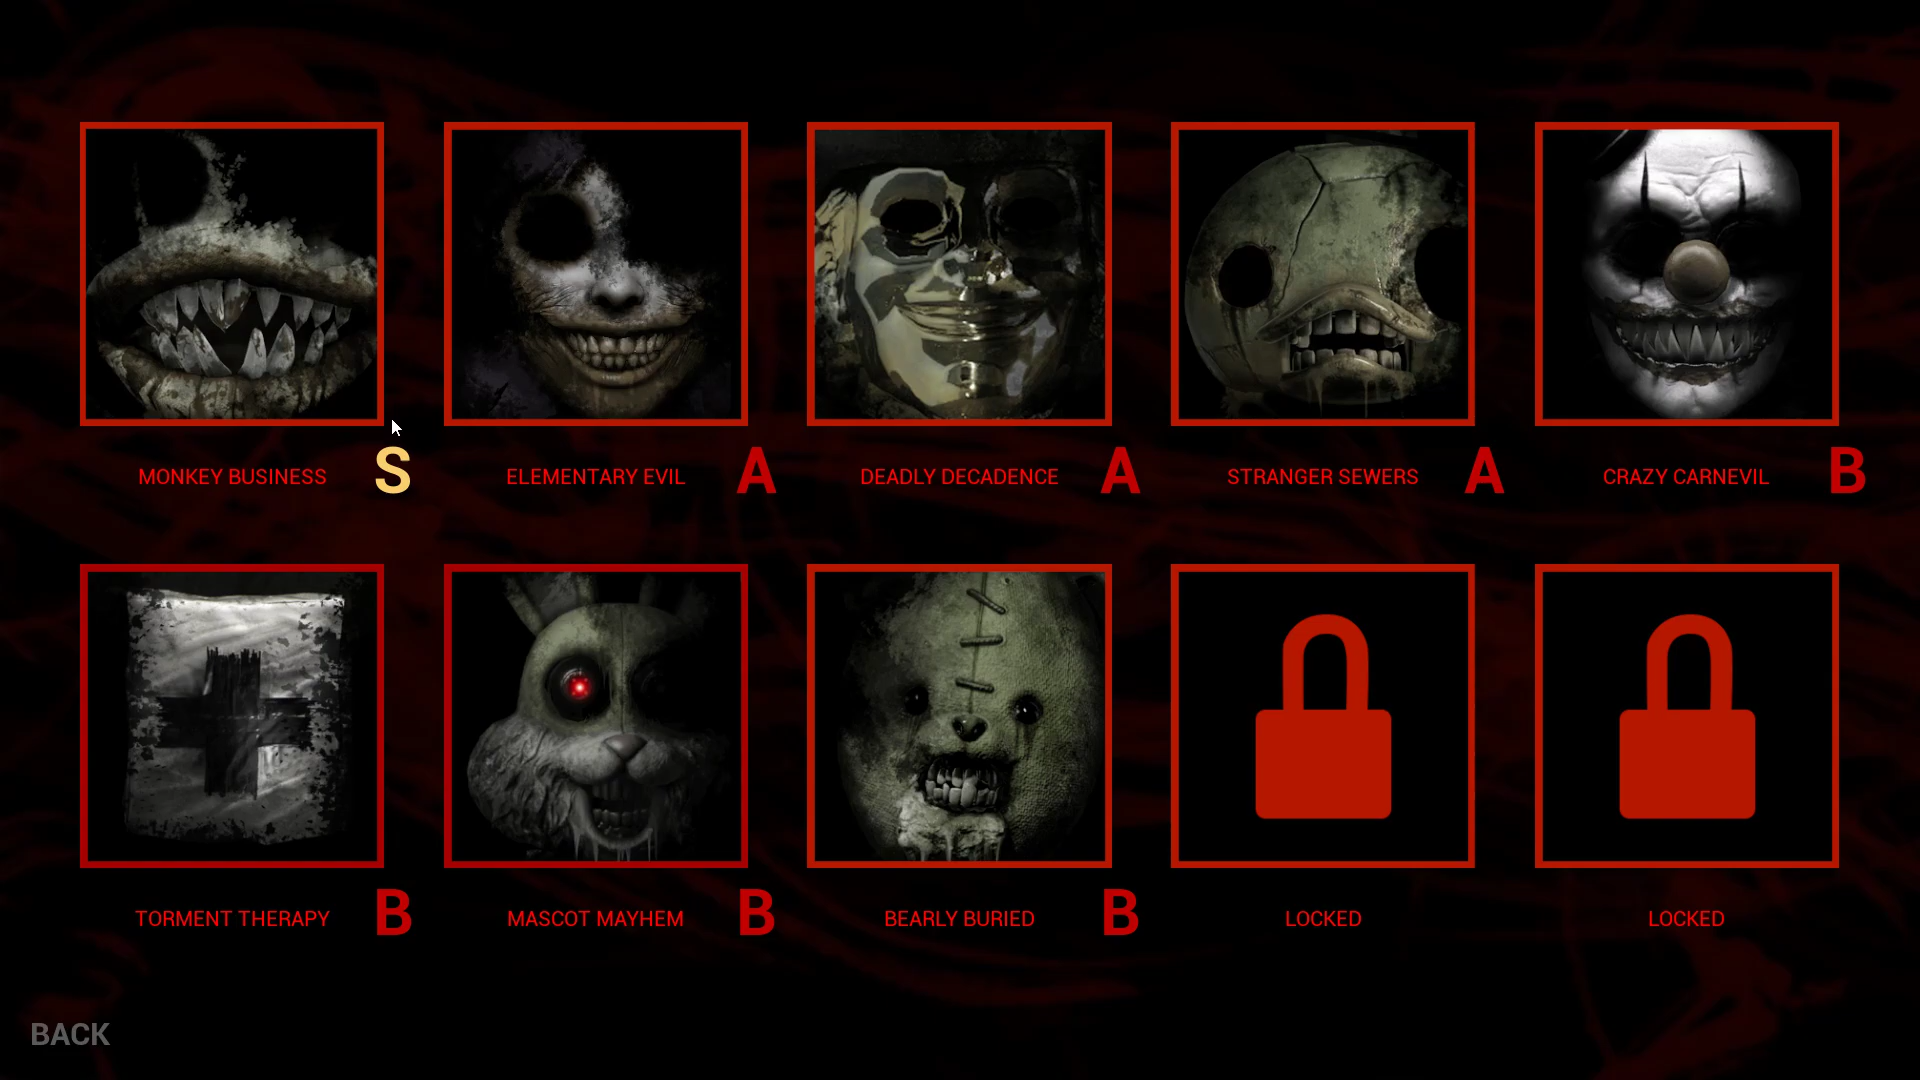 MONKEY BUSINESS S
ELEMENTARY EVIL A
DEADLY DECADENCE A
STRANGER SEWERS A
CRAZY CARNEVIL B
TORMENT THERAPY B
MASCOT MAYHEM B
BEARLY BURIED B
LOCKED
LOCKED
BACK